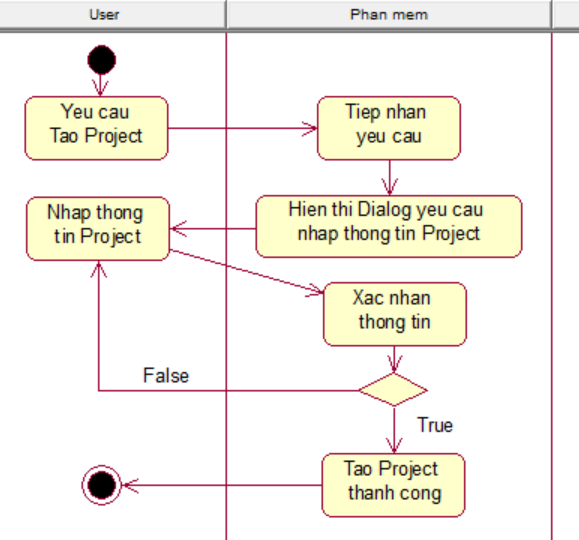 User
Phan mem
Yeu cau
Tao Project
Tiep nhan
yeu cau
Hien thi Dialog yeu cau
nhap thong tin Project
Nhap thong
tin Project
Xac nhan
thong tin
False
True
Tao Project
thanh cong